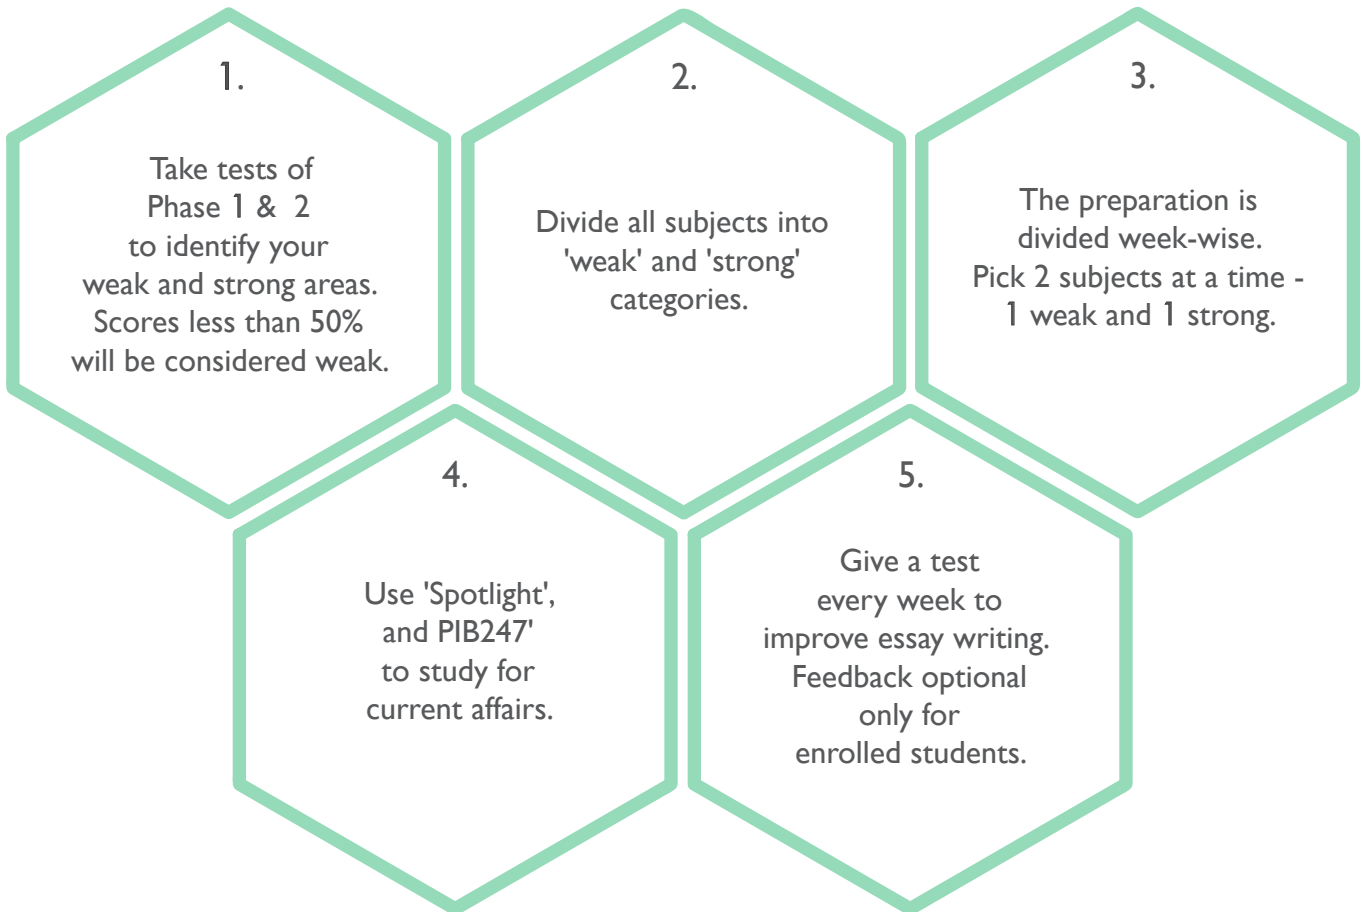 1.
Take tests of
Phase 1 & 2
to identify your
weak and strong areas.
Scores less than 50%
will be considered weak.
2.
Divide all subjects into
'weak' and 'strong'
categories.
3.
The preparation is
divided week-wise.
Pick 2 subjects at a time -
1 weak and 1 strong.
4.
Use 'Spotlight',
and PIB247'
to study for
current affairs.
5.
Give a test
every week to
improve essay writing.
Feedback optional
only for
enrolled students.